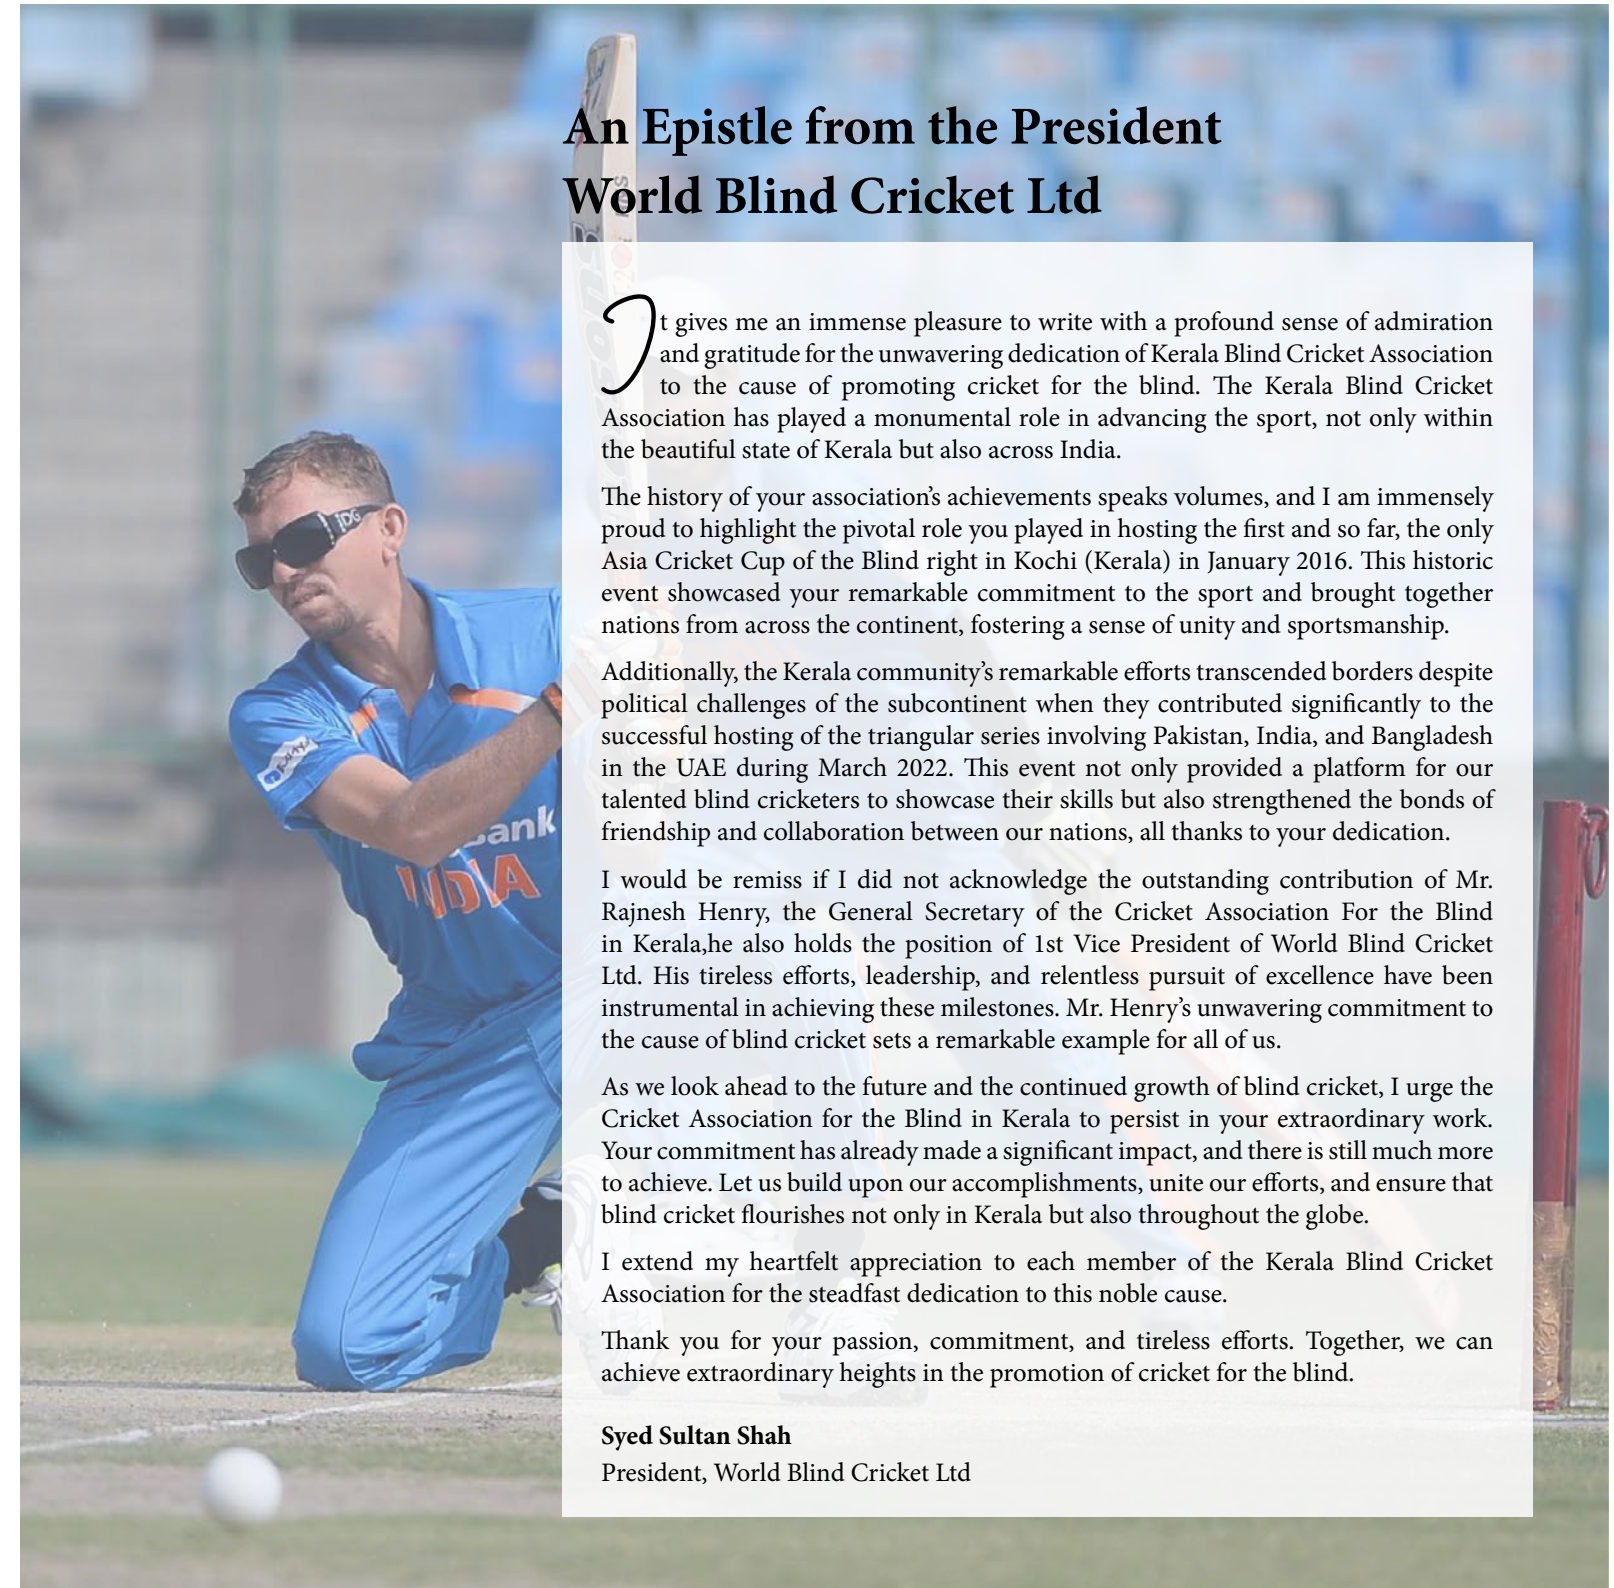 An Epistle from the President
World Blind Cricket Ltd
It gives me an immense pleasure to write with a profound sense of admiration
and gratitude for the unwavering dedication of Kerala Blind Cricket Association
to the cause of promoting cricket for the blind. The Kerala Blind Cricket
Association has played a monumental role in advancing the sport, not only within
the beautiful state of Kerala but also across India.
The history of your association's achievements speaks volumes, and I am immensely
proud to highlight the pivotal role you played in hosting the first and so far, the only
Asia Cricket Cup of the Blind right in Kochi (Kerala) in January 2016. This historic
event showcased your remarkable commitment to the sport and brought together
nations from across the continent, fostering a sense of unity and sportsmanship.
Additionally, the Kerala community's remarkable efforts transcended borders despite
political challenges of the subcontinent when they contributed significantly to the
successful hosting of the triangular series involving Pakistan, India, and Bangladesh
in the UAE during March 2022. This event not only provided a platform for our
talented blind cricketers to showcase their skills but also strengthened the bonds of
friendship and collaboration between our nations, all thanks to your dedication.
I would be remiss if I did not acknowledge the outstanding contribution of Mr.
Rajnesh Henry, the General Secretary of the Cricket Association For the Blind
in Kerala,he also holds the position of 1st Vice President of World Blind Cricket
Ltd. His tireless efforts, leadership, and relentless pursuit of excellence have been
instrumental in achieving these milestones. Mr. Henry's unwavering commitment to
the cause of blind cricket sets a remarkable example for all of us.
As we look ahead to the future and the continued growth of blind cricket, I urge the
Cricket Association for the Blind in Kerala to persist in your extraordinary work.
Your commitment has already made a significant impact, and there is still much more
to achieve. Let us build upon our accomplishments, unite our efforts, and ensure that
blind cricket flourishes not only in Kerala but also throughout the globe.
I extend my heartfelt appreciation to each member of the Kerala Blind Cricket
Association for the steadfast dedication to this noble cause.
Thank you for your passion, commitment, and tireless efforts. Together, we can
achieve extraordinary heights in the promotion of cricket for the blind.
Syed Sultan Shah
President, World Blind Cricket Ltd
DG
INDIA